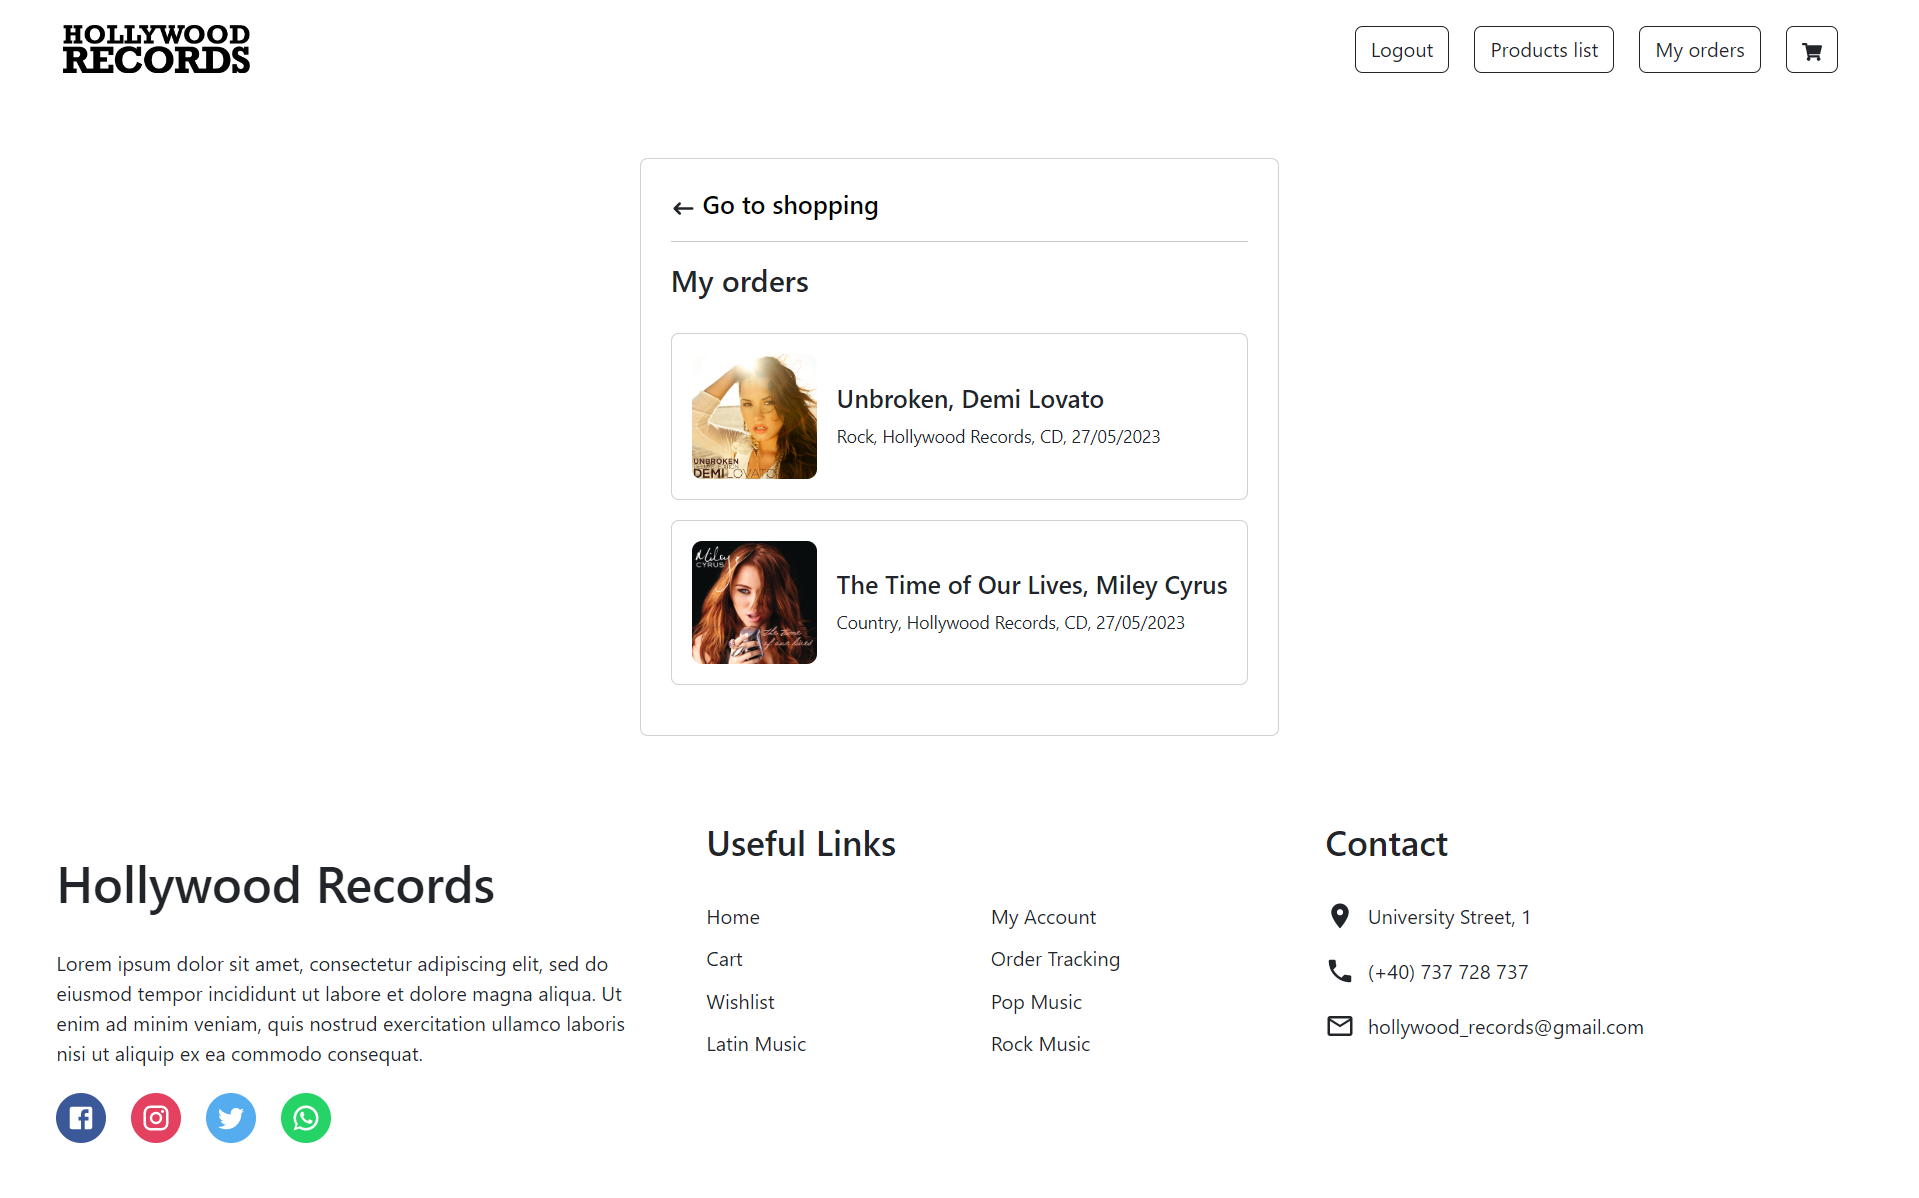 HOLLYWOOD
RECORDS
Logout
Products list
My orders
Go to shopping
My orders
UNBROKEN
DEMI LOVATO
Unbroken, Demi Lovato
Rock, Hollywood Records, CD, 27/05/2023
Miley
CYRUS
the time
of our lives
The Time of Our Lives, Miley Cyrus
Country, Hollywood Records, CD, 27/05/2023
Hollywood Records
Lorem ipsum dolor sit amet, consectetur adipiscing elit, sed do
eiusmod tempor incididunt ut labore et dolore magna aliqua. Ut
enim ad minim veniam, quis nostrud exercitation ullamco laboris
nisi ut aliquip ex ea commodo consequat.
Useful Links
Home
Cart
Wishlist
Latin Music
My Account
Order Tracking
Pop Music
Rock Music
Contact
University Street, 1
(+40) 737 728 737
hollywood_records@gmail.com